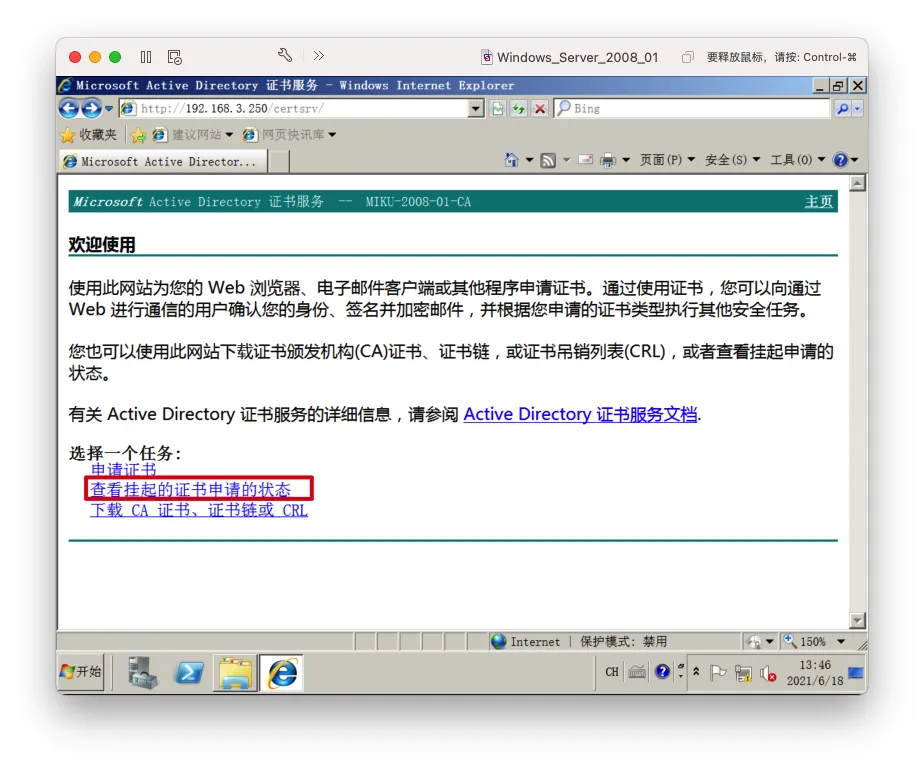 Windows_Server_2008_01
要释放鼠标，请按: Control-⌘
Microsoft Active Directory 证书服务 - Windows Internet Explorer
http://192.168.3.250/certsrv/
Bing
收藏夹
建议网站
网页快讯库
Microsoft Active Director...
页面(P)
安全(S)
工具(O)
Microsoft Active Directory 证书服务 -- MIKU-2008-01-CA
主页
欢迎使用
使用此网站为您的 Web 浏览器、电子邮件客户端或其他程序申请证书。通过使用证书，您可以向通过
Web 进行通信的用户确认您的身份、签名并加密邮件，并根据您申请的证书类型执行其他安全任务。
您也可以使用此网站下载证书颁发机构(CA)证书、证书链，或证书吊销列表(CRL)，或者查看挂起申请的
状态。
有关 Active Directory 证书服务的详细信息，请参阅 Active Directory 证书服务文档.
选择一个任务:
申请证书
查看挂起的证书申请的状态
下载 CA 证书、证书链或 CRL
Internet | 保护模式: 禁用
150%
开始
CH
13:46
2021/6/18